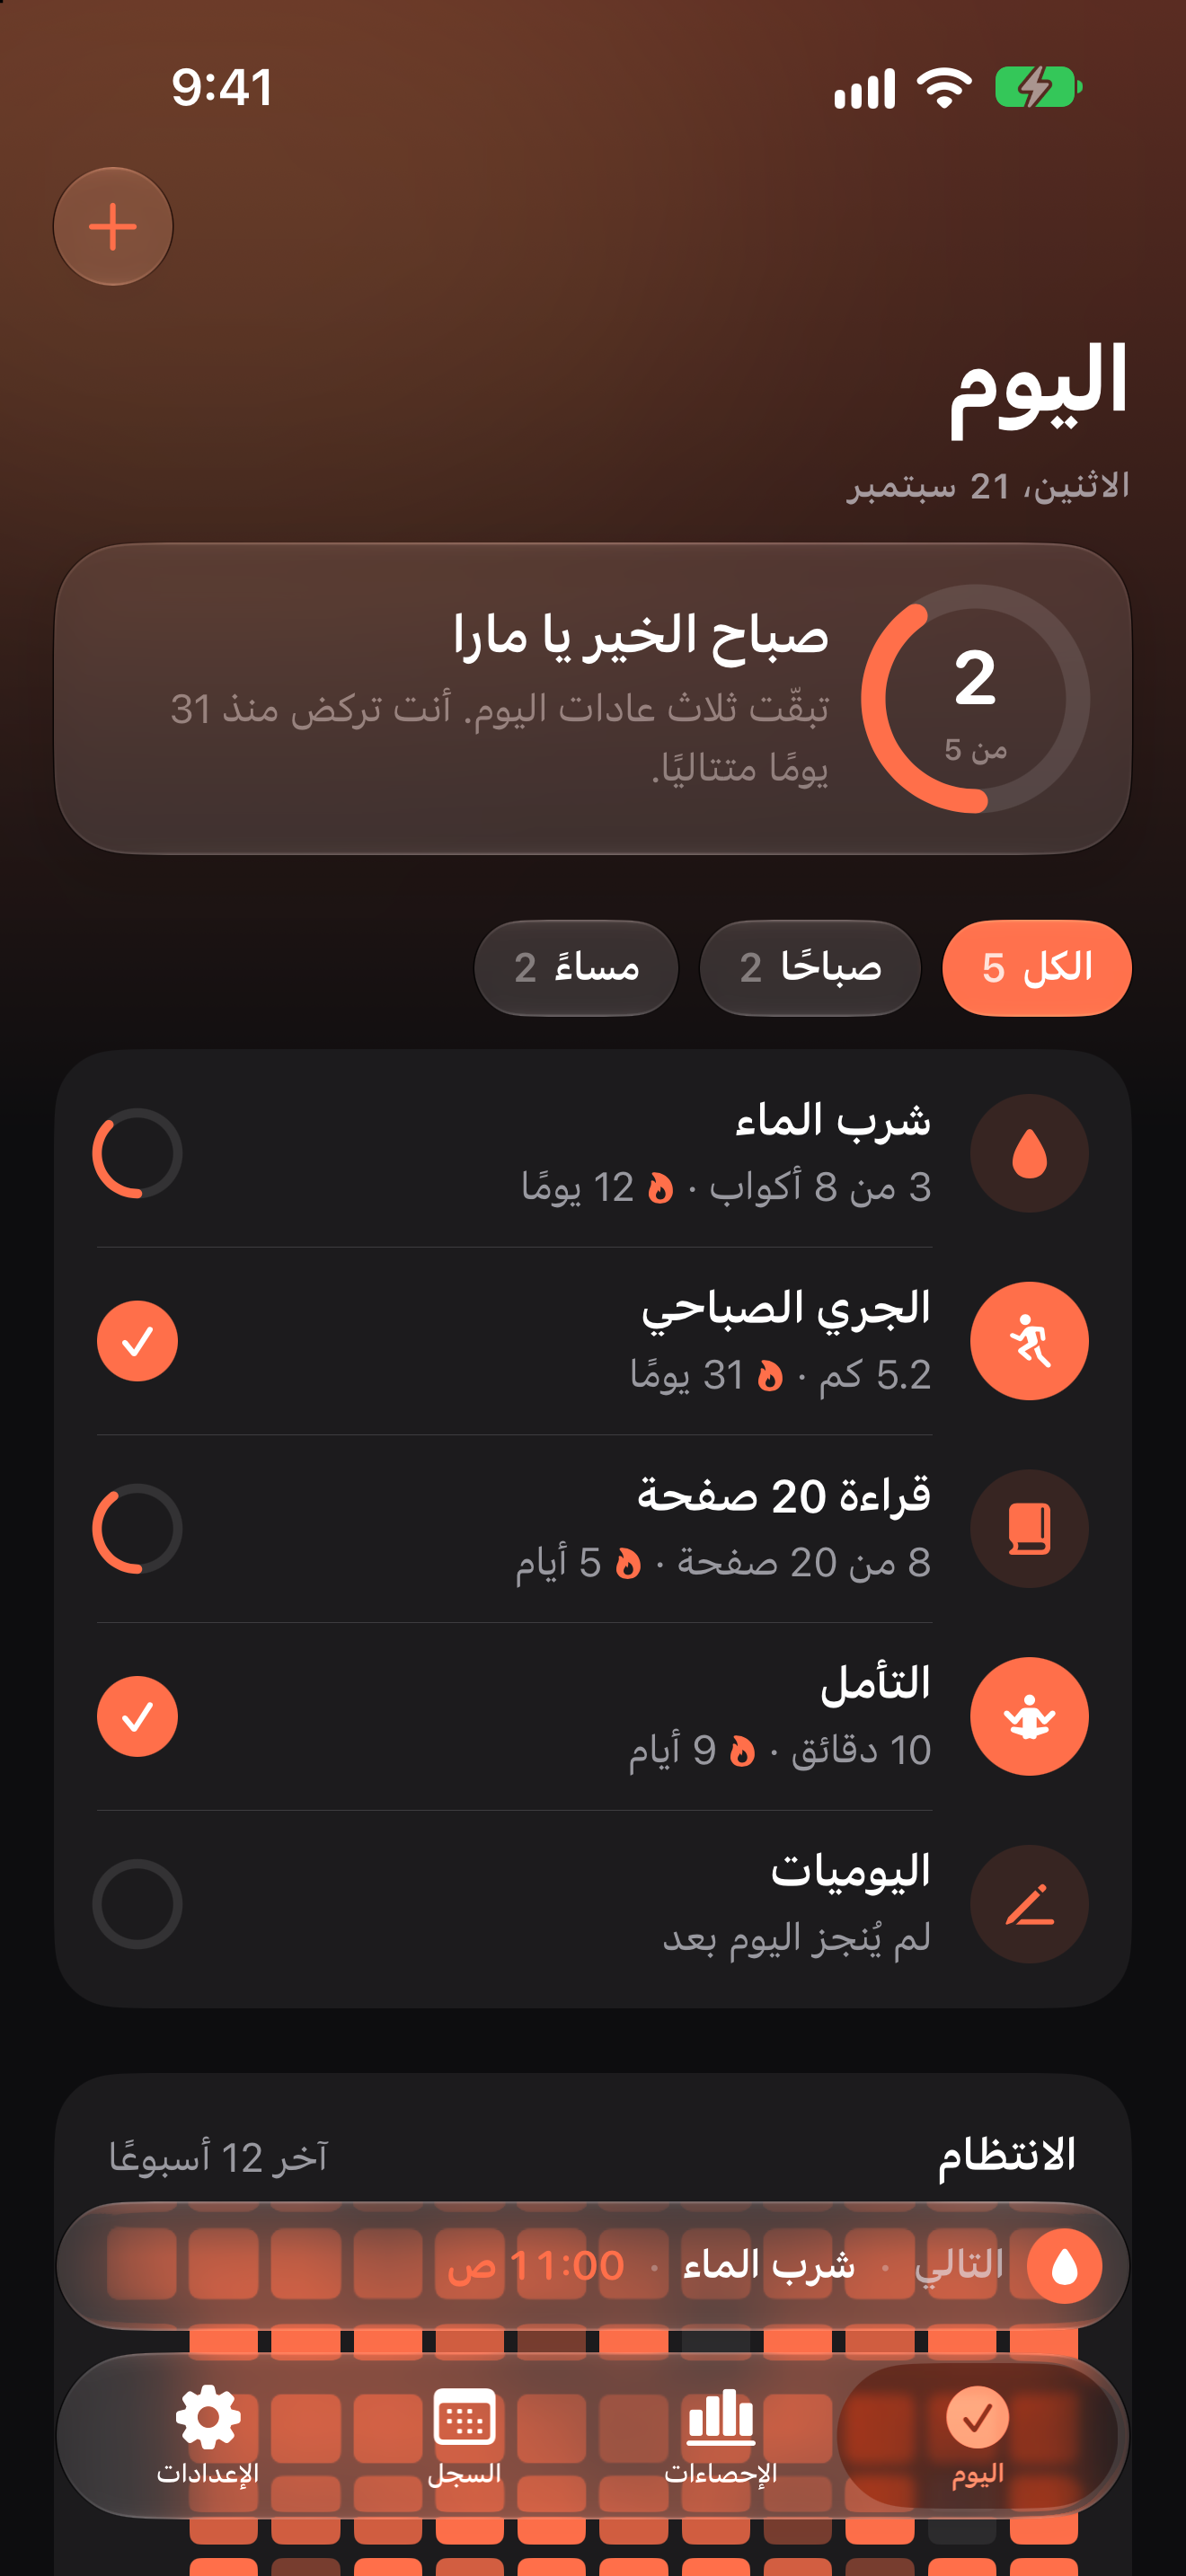 9:41
اليوم
الاثنين، 21 سبتمبر
2
من 5
صباح الخير يا مارا
تبقّت ثلاث عادات اليوم. أنت تركض منذ 31
يومًا متتاليًا.
الكل 5
صباحًا 2
مساءً 2
شرب الماء
3 من 8 أكواب · 12 يومًا
الجري الصباحي
5.2 كم · 31 يومًا
قراءة 20 صفحة
8 من 20 صفحة · 5 أيام
التأمل
10 دقائق · 9 أيام
اليوميات
لم يُنجز اليوم بعد
الانتظام
آخر 12 أسبوعًا
التالي · شرب الماء · 11:00 ص
اليوم
الإحصاءات
السجل
الإعدادات